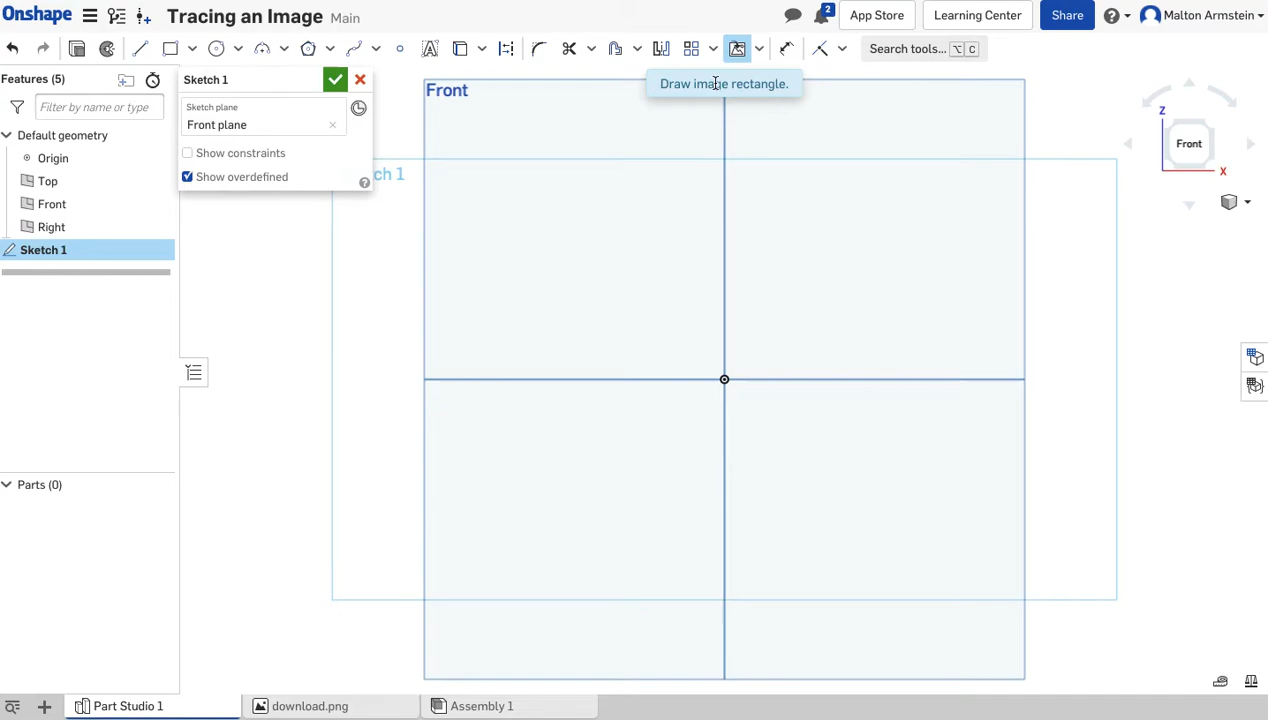 Onshape Tracing an Image Main 2 App Store Learning Center Share Malton Armstein
Search tools... ⌥ C
Features (5)
Filter by name or type
Default geometry
Origin
Top
Front
Right
Sketch 1
Parts (0)
Sketch 1
Sketch plane
Front plane
Show constraints
Show overdefined
Draw image rectangle.
Front
ch 1
Z
Front
X
Part Studio 1 download.png Assembly 1